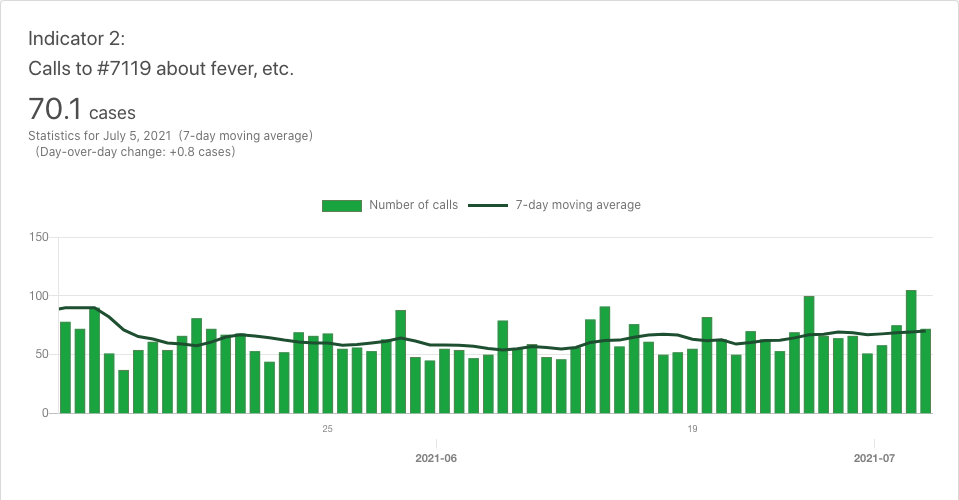 Indicator 2:
Calls to #7119 about fever, etc.
70.1 cases
Statistics for July 5, 2021 (7-day moving average)
(Day-over-day change: +0.8 cases)
Number of calls 7-day moving average
150
100
50
0
25 19
2021-06 2021-07